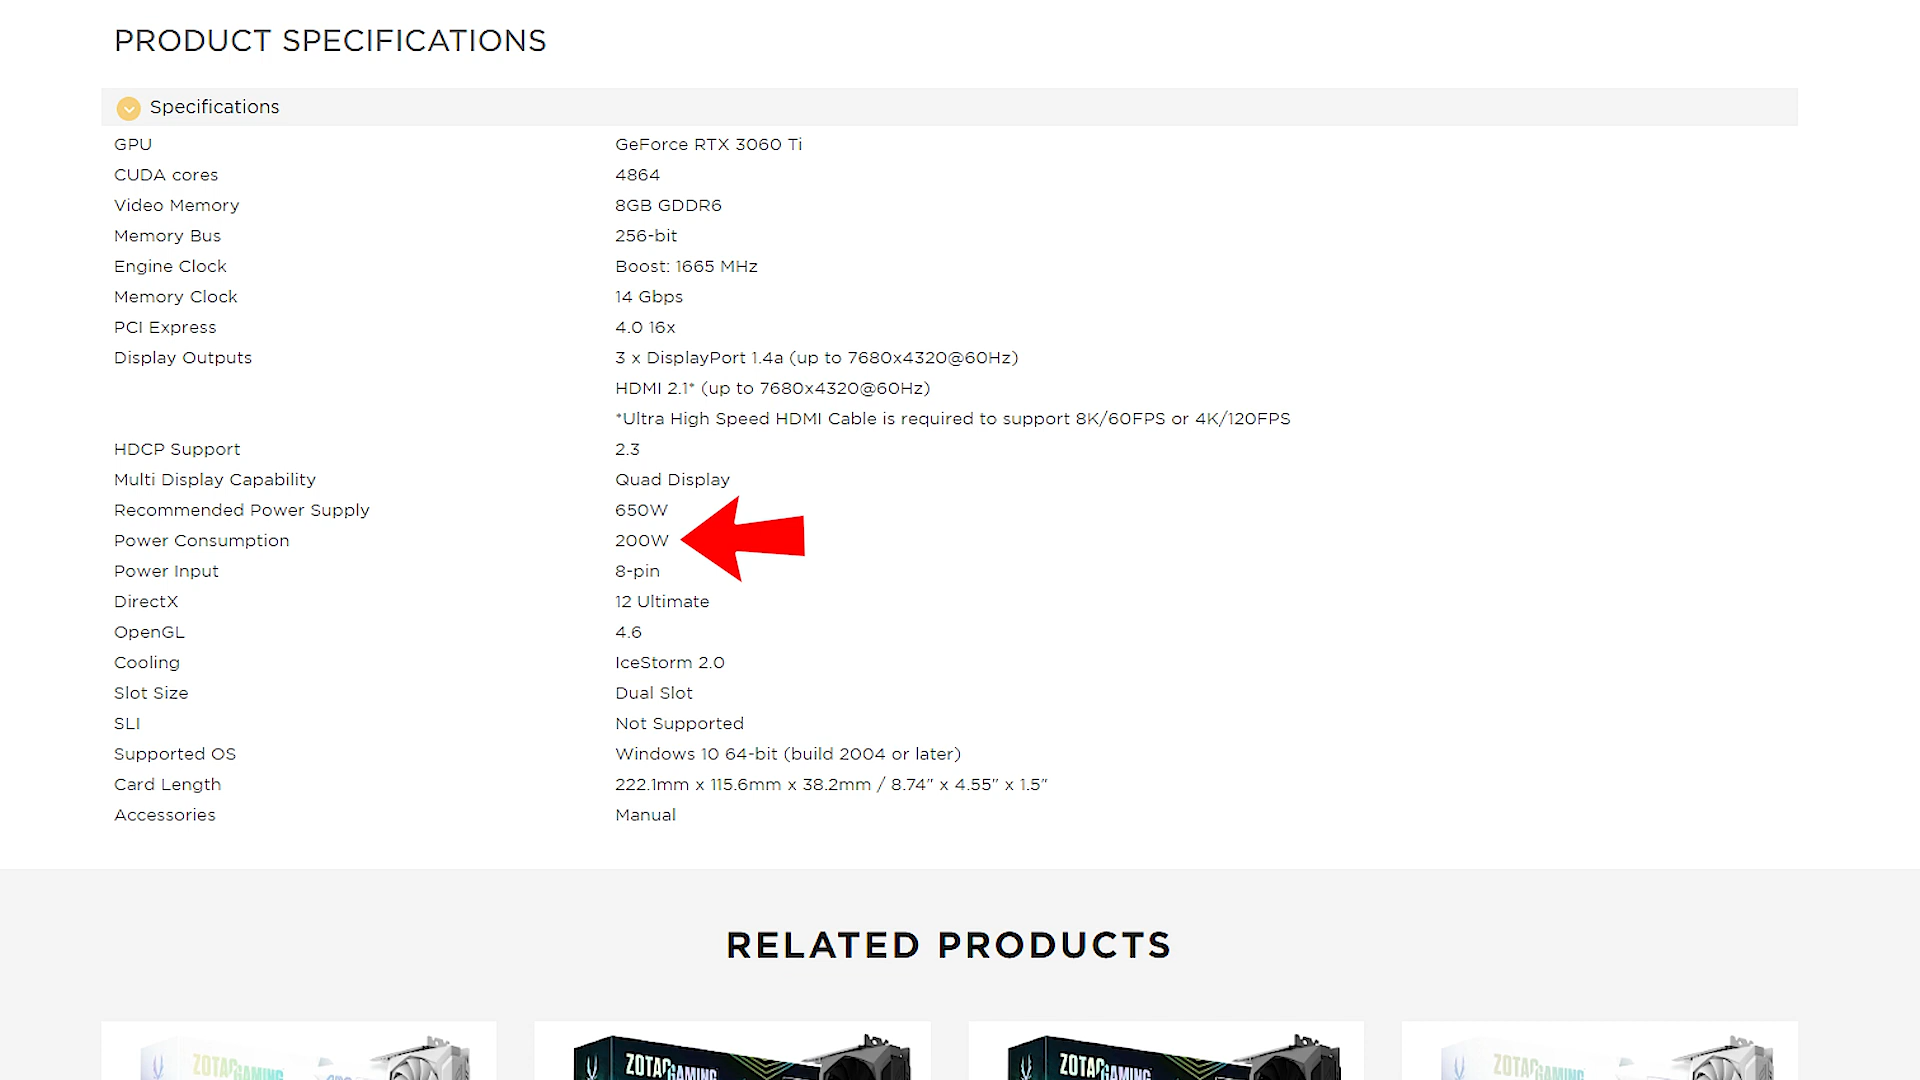 PRODUCT SPECIFICATIONS
Specifications
GPU GeForce RTX 3060 Ti
CUDA cores 4864
Video Memory 8GB GDDR6
Memory Bus 256-bit
Engine Clock Boost: 1665 MHz
Memory Clock 14 Gbps
PCI Express 4.0 16x
Display Outputs 3 x DisplayPort 1.4a (up to 7680x4320@60Hz)
HDMI 2.1* (up to 7680x4320@60Hz)
*Ultra High Speed HDMI Cable is required to support 8K/60FPS or 4K/120FPS
HDCP Support 2.3
Multi Display Capability Quad Display
Recommended Power Supply 650W
Power Consumption 200W
Power Input 8-pin
DirectX 12 Ultimate
OpenGL 4.6
Cooling IceStorm 2.0
Slot Size Dual Slot
SLI Not Supported
Supported OS Windows 10 64-bit (build 2004 or later)
Card Length 222.1mm x 115.6mm x 38.2mm / 8.74" x 4.55" x 1.5"
Accessories Manual
RELATED PRODUCTS
ZOTAC GAMING
ZOTAC GAMING
ZOTAC GAMING
ZOTAC GAMING